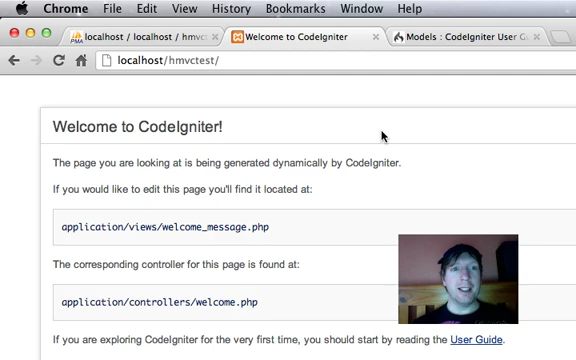 Chrome File Edit View History Bookmarks Window Help
localhost / localhost / hmvct
Welcome to CodeIgniter
Models : CodeIgniter User Gu
localhost/hmvctest/
Welcome to CodeIgniter!
The page you are looking at is being generated dynamically by CodeIgniter.
If you would like to edit this page you'll find it located at:
application/views/welcome_message.php
The corresponding controller for this page is found at:
application/controllers/welcome.php
If you are exploring CodeIgniter for the very first time, you should start by reading the User Guide.